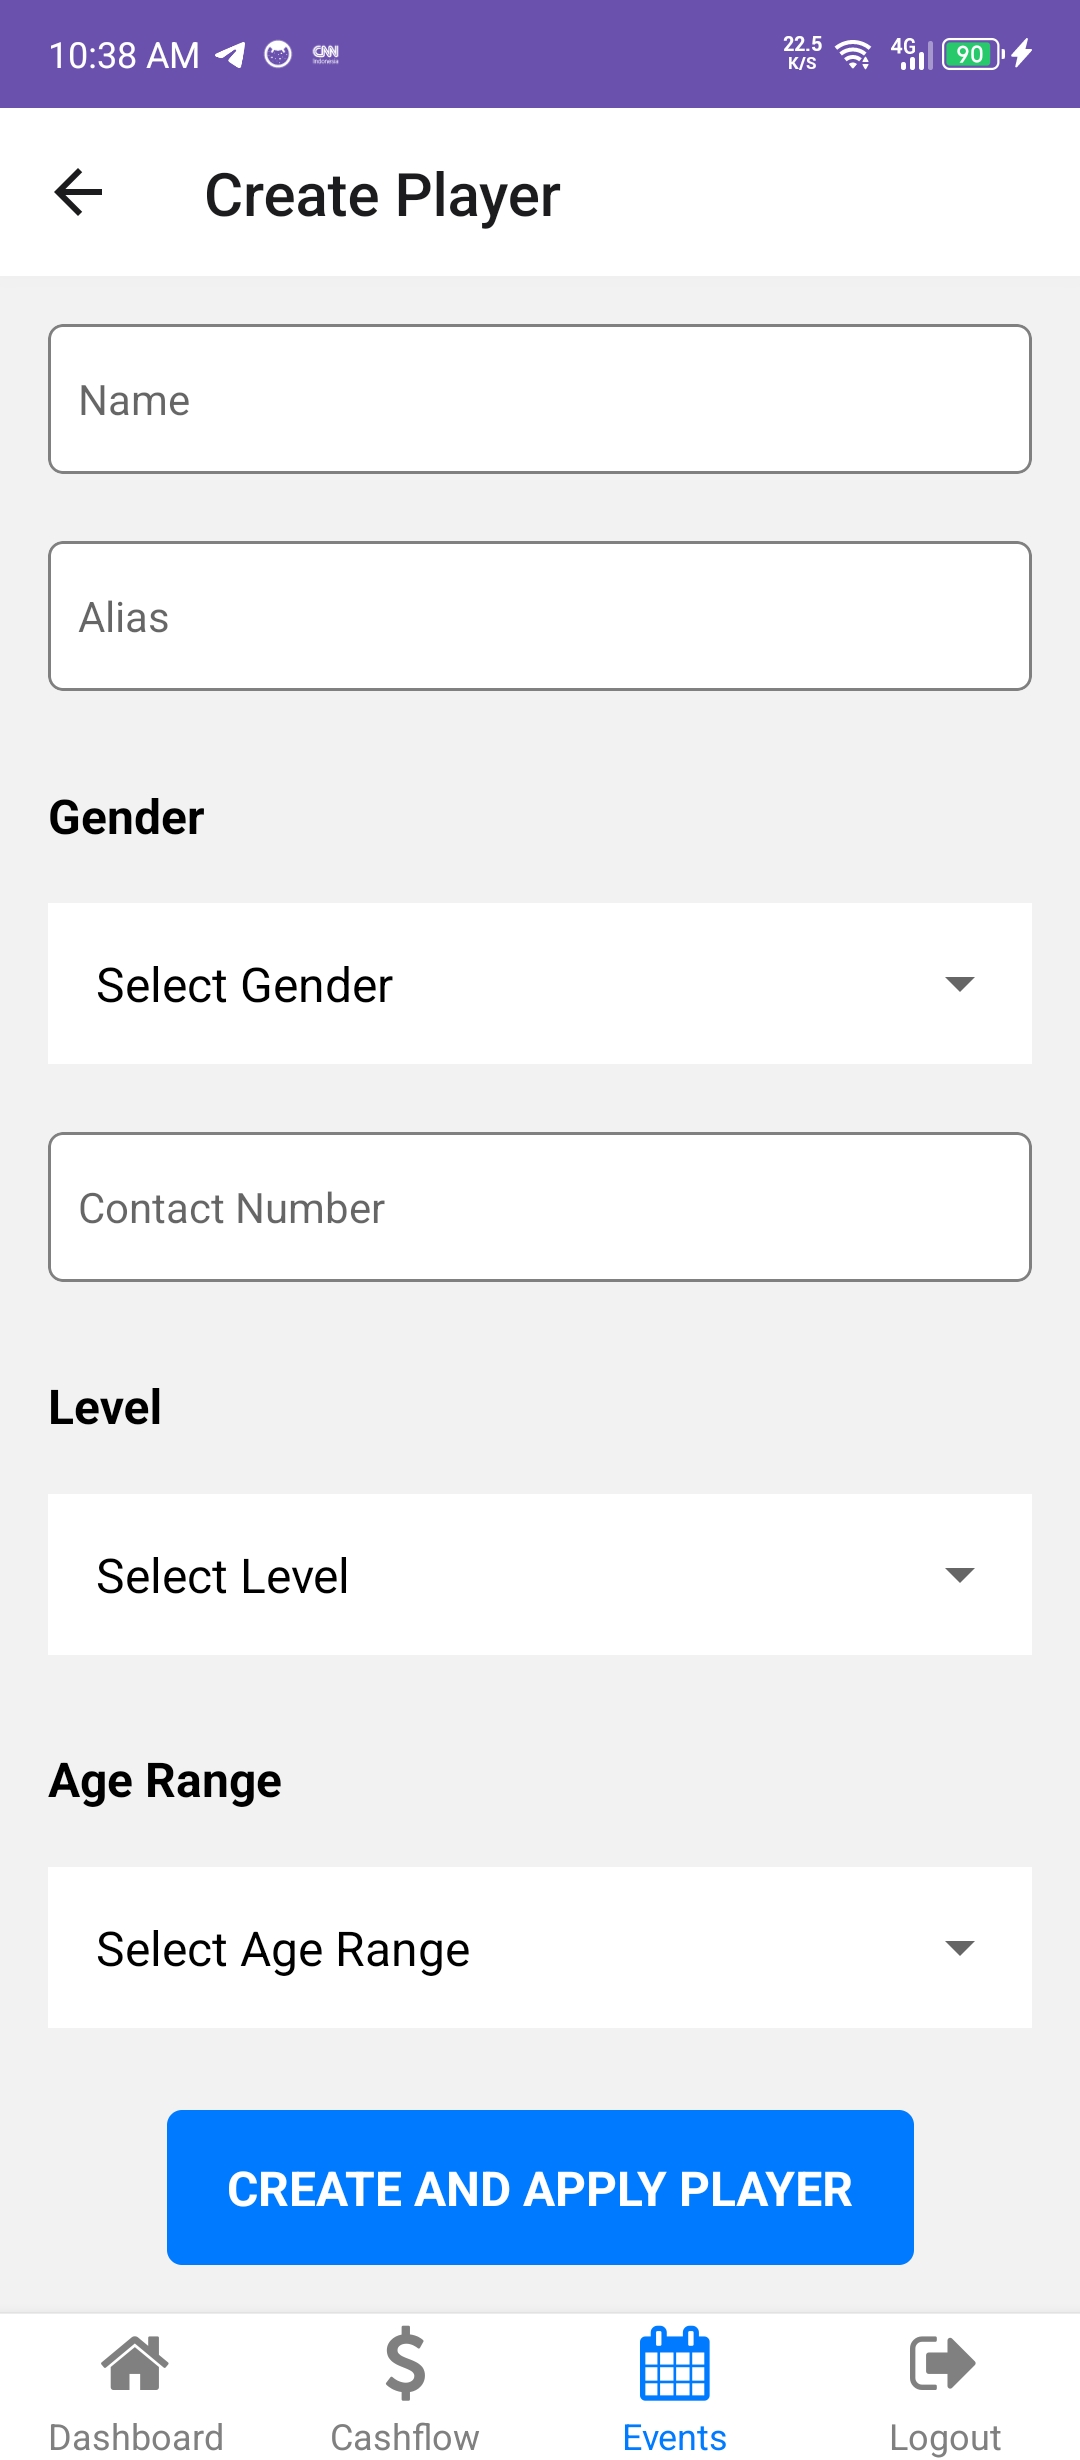 10:38 AM CNN Indonesia 22.5 K/S 4G 90
Create Player
Name
Alias
Gender
Select Gender
Contact Number
Level
Select Level
Age Range
Select Age Range
CREATE AND APPLY PLAYER
Dashboard Cashflow Events Logout